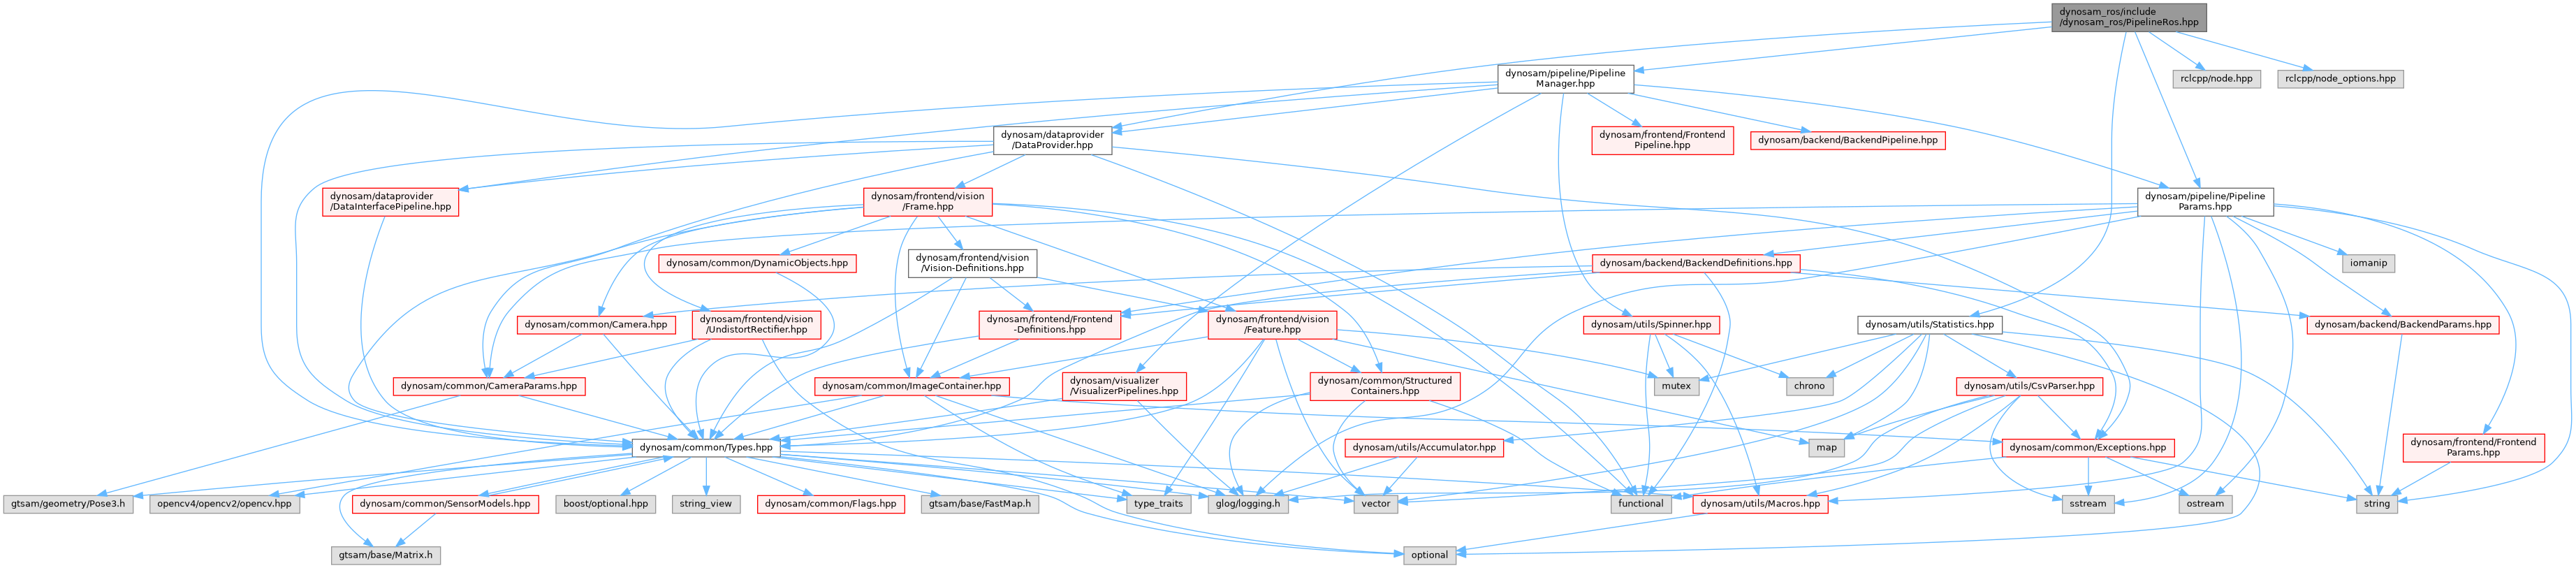 dynosam_ros/include
/dynosam_ros/PipelineRos.hpp
dynosam/pipeline/Pipeline
Manager.hpp
rclcpp/node.hpp
rclcpp/node_options.hpp
dynosam/dataprovider
/DataProvider.hpp
dynosam/frontend/Frontend
Pipeline.hpp
dynosam/backend/BackendPipeline.hpp
dynosam/dataprovider
/DataInterfacePipeline.hpp
dynosam/frontend/vision
/Frame.hpp
dynosam/pipeline/Pipeline
Params.hpp
dynosam/common/DynamicObjects.hpp
dynosam/frontend/vision
/Vision-Definitions.hpp
dynosam/backend/BackendDefinitions.hpp
iomanip
dynosam/common/Camera.hpp
dynosam/frontend/vision
/UndistortRectifier.hpp
dynosam/frontend/Frontend
-Definitions.hpp
dynosam/frontend/vision
/Feature.hpp
dynosam/utils/Spinner.hpp
dynosam/utils/Statistics.hpp
dynosam/backend/BackendParams.hpp
dynosam/common/CameraParams.hpp
dynosam/common/ImageContainer.hpp
dynosam/visualizer
/VisualizerPipelines.hpp
dynosam/common/Structured
Containers.hpp
mutex
chrono
dynosam/utils/CsvParser.hpp
dynosam/common/Types.hpp
dynosam/utils/Accumulator.hpp
map
dynosam/common/Exceptions.hpp
dynosam/frontend/Frontend
Params.hpp
gtsam/geometry/Pose3.h
opencv4/opencv2/opencv.hpp
dynosam/common/SensorModels.hpp
boost/optional.hpp
string_view
dynosam/common/Flags.hpp
gtsam/base/FastMap.h
type_traits
glog/logging.h
vector
functional
dynosam/utils/Macros.hpp
sstream
ostream
string
gtsam/base/Matrix.h
optional